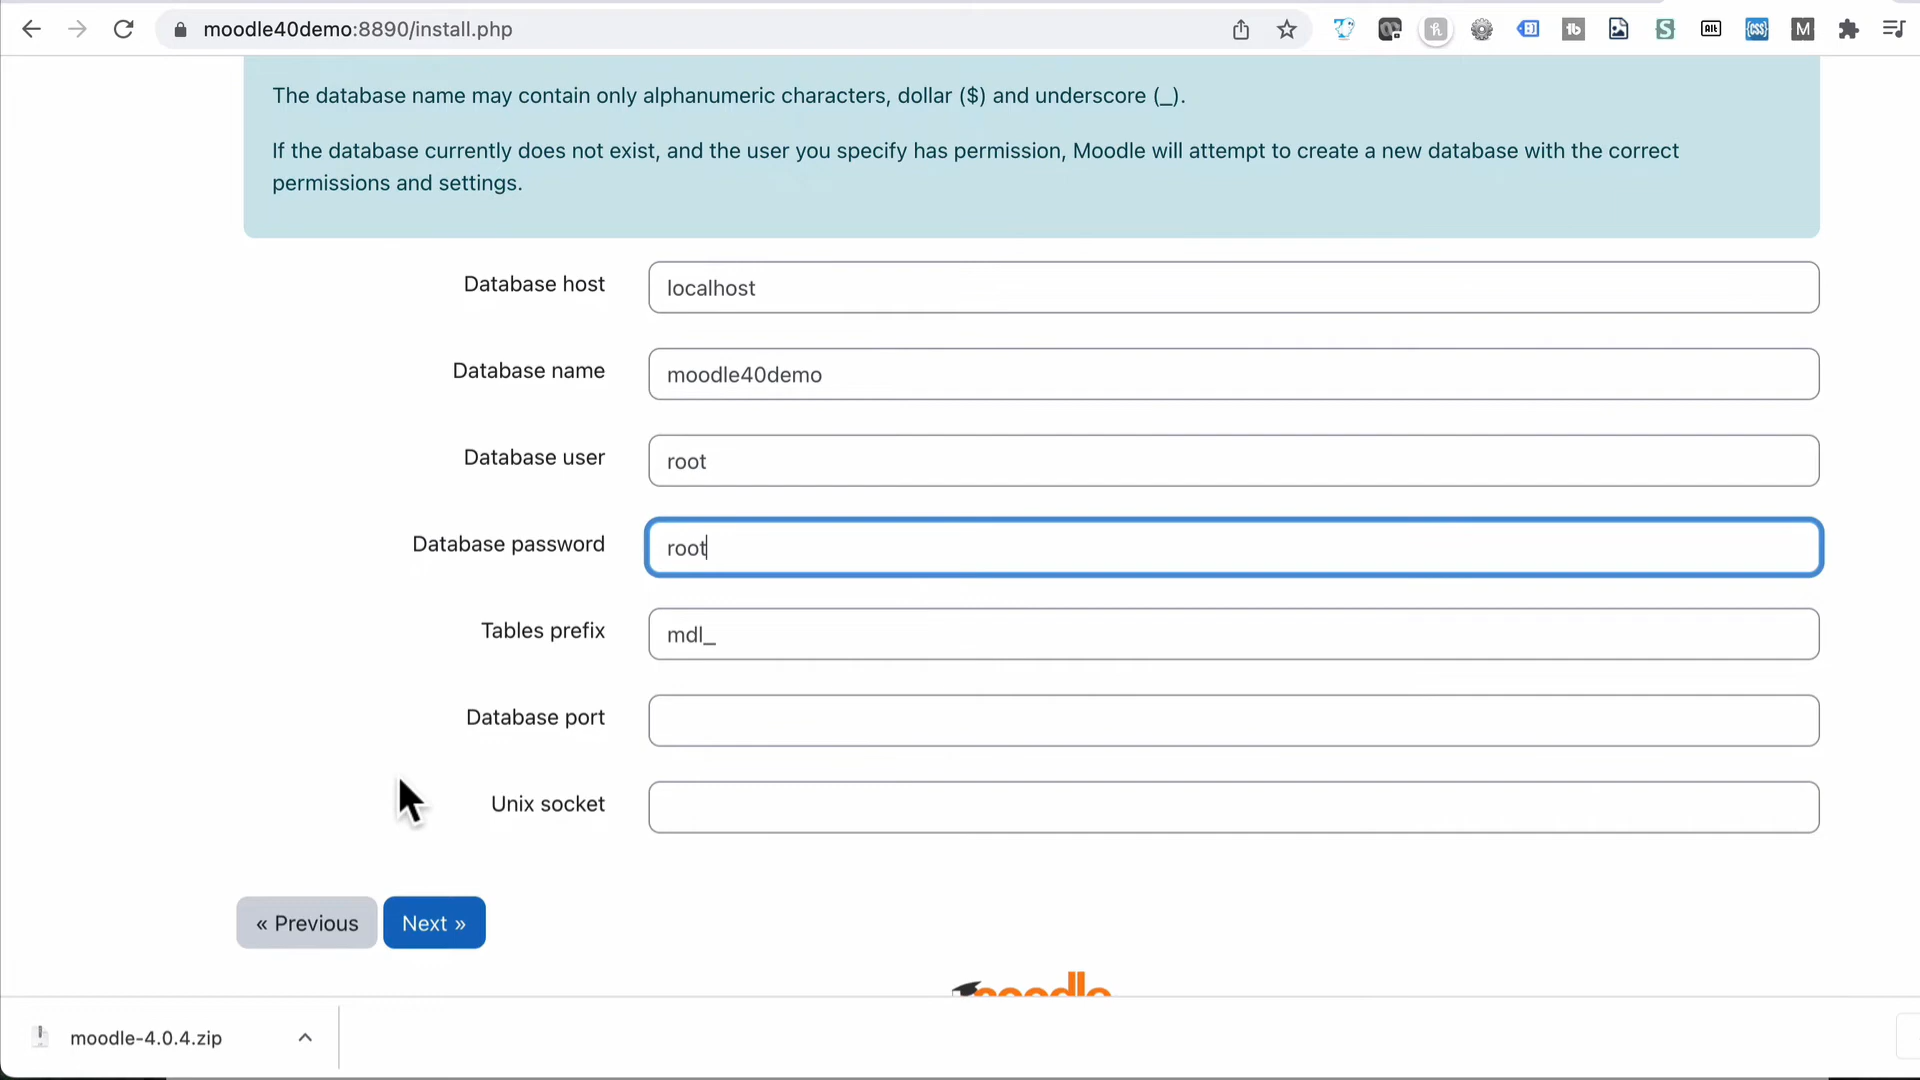 moodle40demo:8890/install.php
The database name may contain only alphanumeric characters, dollar ($) and underscore (_).
If the database currently does not exist, and the user you specify has permission, Moodle will attempt to create a new database with the correct
permissions and settings.
Database host
localhost
Database name
moodle40demo
Database user
root
Database password
root
Tables prefix
mdl_
Database port
Unix socket
« Previous
Next »
moodle
moodle-4.0.4.zip